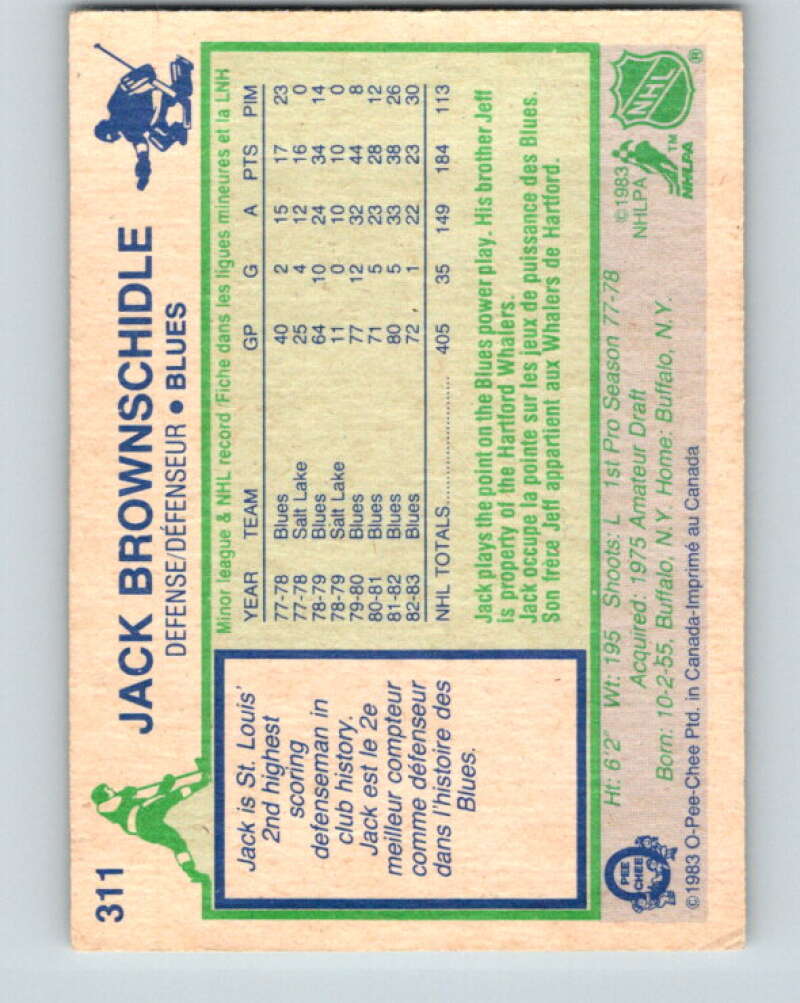 311
JACK BROWNSCHIDLE
DEFENSE/DÉFENSEUR • BLUES
Jack is St. Louis'
2nd highest
scoring
defenseman in
club history.
Jack est le 2e
meilleur compteur
comme défenseur
dans l'histoire des
Blues.
Minor league & NHL record/Fiche dans les ligues mineures et la LNH
YEAR TEAM GP G A PTS PIM
77-78 Blues 40 2 15 17 23
77-78 Salt Lake 25 4 12 16 0
78-79 Blues 64 10 24 34 14
78-79 Salt Lake 11 0 10 10 0
79-80 Blues 77 12 32 44 8
80-81 Blues 71 5 23 28 12
81-82 Blues 80 5 33 38 26
82-83 Blues 72 1 22 23 30
NHL TOTALS 405 35 149 184 113
Jack plays the point on the Blues power play. His brother Jeff
is property of the Hartford Whalers.
Jack occupe la pointe sur les jeux de puissance des Blues.
Son frère Jeff appartient aux Whalers de Hartford.
Ht: 6'2" Wt: 195 Shoots: L 1st Pro Season 77-78
Acquired: 1975 Amateur Draft
Born: 10-2-55, Buffalo, N.Y. Home: Buffalo, N.Y.
©1983 O-Pee-Chee Ptd. in Canada-Imprimé au Canada
O
PEE
CHEE
©1983
NHLPA
NHLPA
TM
NHL
®